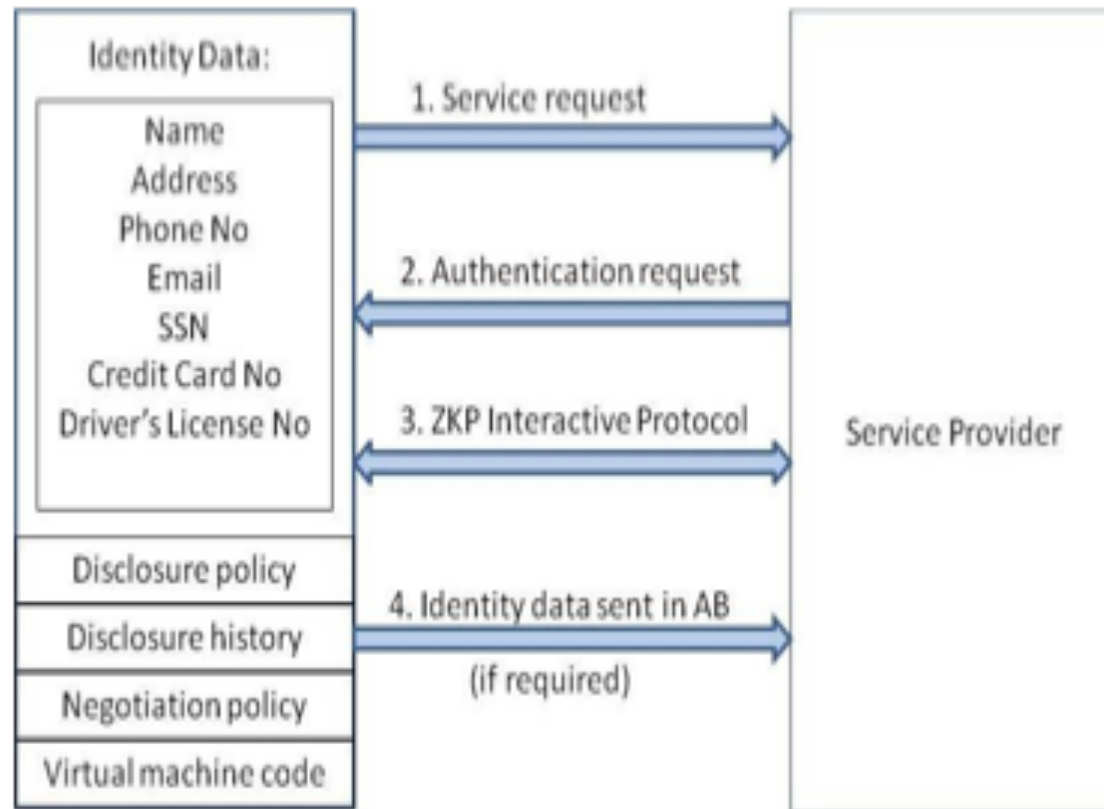 Identity Data:
Name
Address
Phone No
Email
SSN
Credit Card No
Driver's License No
Disclosure policy
Disclosure history
Negotiation policy
Virtual machine code
1. Service request
2. Authentication request
3. ZKP Interactive Protocol
4. Identity data sent in AB
(if required)
Service Provider